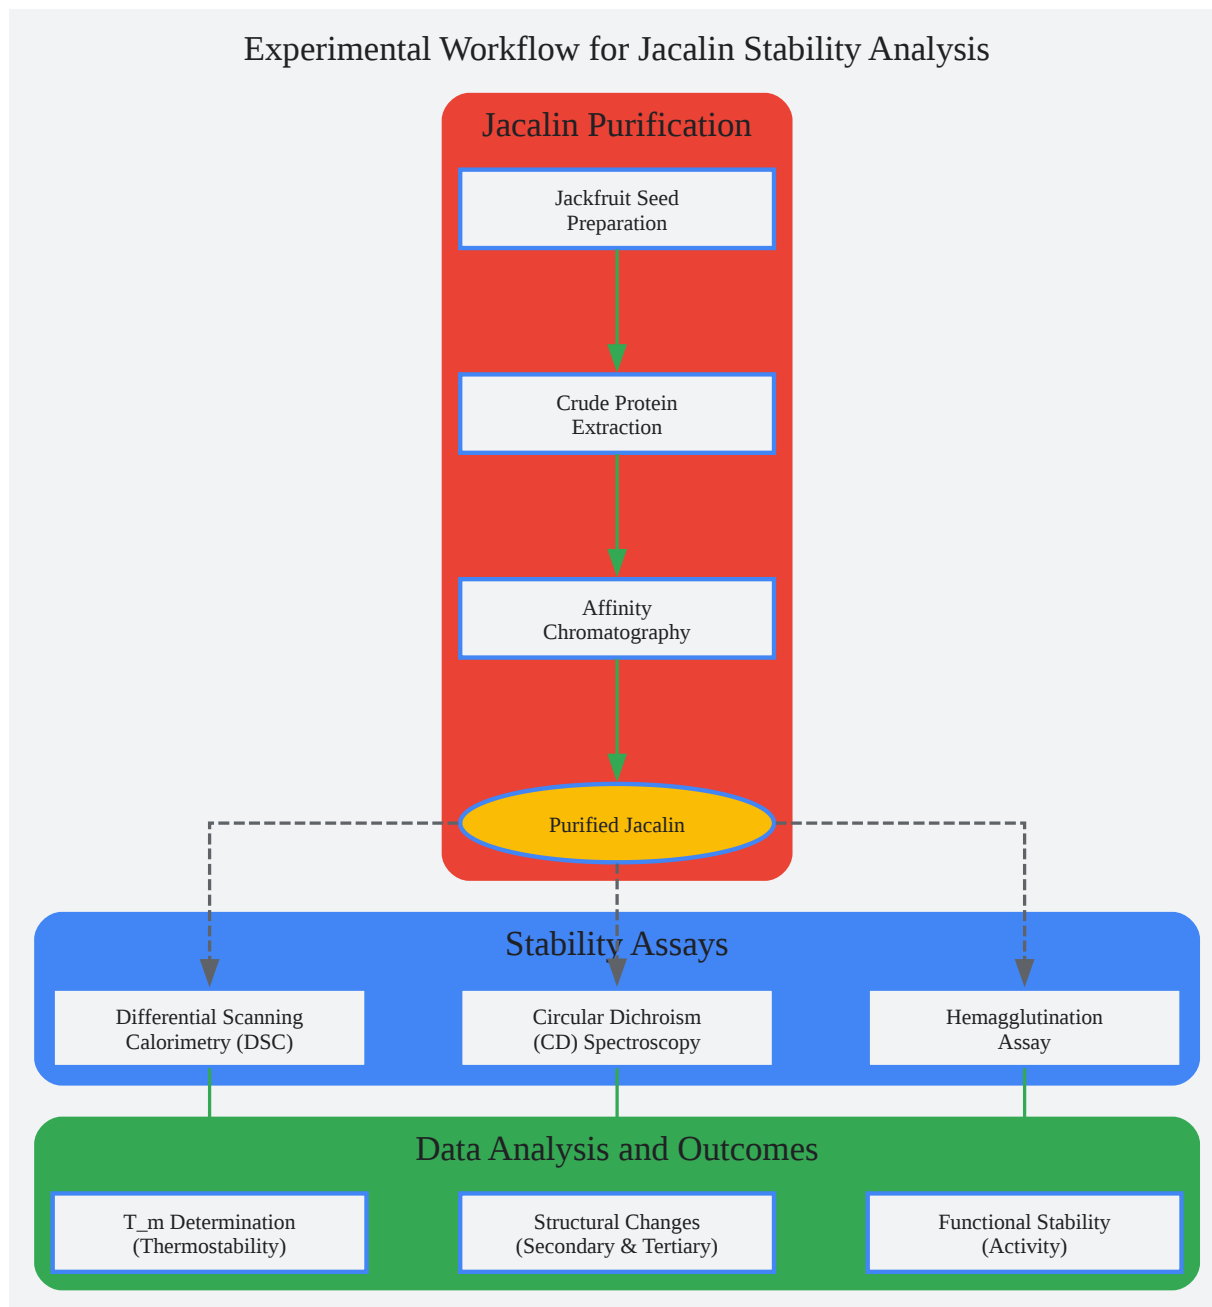 Experimental Workflow for Jacalin Stability Analysis
Jacalin Purification
Jackfruit Seed
Preparation
Crude Protein
Extraction
Affinity
Chromatography
Purified Jacalin
Stability Assays
Differential Scanning
Calorimetry (DSC)
Circular Dichroism
(CD) Spectroscopy
Hemagglutination
Assay
Data Analysis and Outcomes
T_m Determination
(Thermostability)
Structural Changes
(Secondary & Tertiary)
Functional Stability
(Activity)